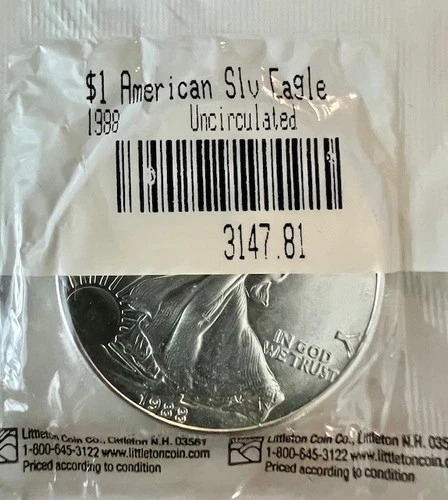 $1 American Slv Eagle
1988 Uncirculated
3147.81
IN GOD
WE TRUST
1988
Littleton Coin Co., Littleton N.H. 03561
1-800-645-3122 www.littletoncoin.com
Priced according to condition
Littleton Coin Co., Littleton N.H. 035
1-800-645-3122 www.littletonc
Priced according to condition